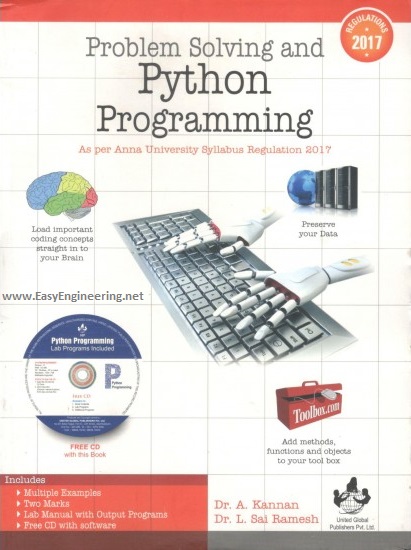 REGULATIONS
2017
Problem Solving and
Python
Programming
As per Anna University Syllabus Regulation 2017
Load important
coding concepts
straight in to
your Brain
Preserve
your Data
www.EasyEngineering.net
Python Programming
Lab Programs Included
Python
Programming
FREE CD
with this Book
Toolbox.com
Add methods,
functions and objects
to your tool box
Includes
Multiple Examples
Two Marks
Lab Manual with Output Programs
Free CD with software
Dr. A. Kannan
Dr. L. Sai Ramesh
United Global
Publishers Pvt. Ltd.